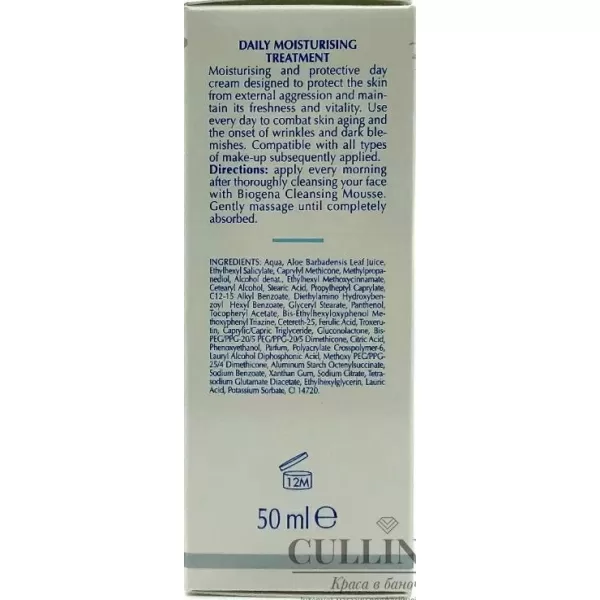 DAILY MOISTURISING
TREATMENT
Moisturising and protective day
cream designed to protect the skin
from external aggression and main-
tain its freshness and vitality. Use
every day to combat skin aging and
the onset of wrinkles and dark ble-
mishes. Compatible with all types
of make-up subsequently applied.
Directions: apply every morning
after thoroughly cleansing your face
with Biogena Cleansing Mousse.
Gently massage until completely
absorbed.
INGREDIENTS: Aqua, Aloe Barbadensis Leaf Juice,
Ethylhexyl Salicylate, Caprylyl Methicone, Methylpropa-
nediol, Alcohol denat., Ethylhexyl Methoxycinnamate,
Cetearyl Alcohol, Stearic Acid, Propylheptyl Caprylate,
C12-15 Alkyl Benzoate, Diethylamino Hydroxyben-
zoyl Hexyl Benzoate, Glyceryl Stearate, Panthenol,
Tocopheryl Acetate, Bis-Ethylhexyloxyphenol Me-
thoxyphenyl Triazine, Cetereth-25, Ferulic Acid, Troxeru-
tin, Caprylic/Capric Triglyceride, Gluconolactone, Bis-
PEG/PPG-20/5 PEG/PPG-20/5 Dimethicone, Citric Acid,
Phenoxyethanol, Parfum, Polyacrylate Crosspolymer-6,
Lauryl Alcohol Diphosphonic Acid, Methoxy PEG/PPG-
25/4 Dimethicone, Aluminum Starch Octenylsuccinate,
Sodium Benzoate, Xanthan Gum, Sodium Citrate, Tetra-
sodium Glutamate Diacetate, Ethylhexylglycerin, Lauric
Acid, Potassium Sorbate, CI 14720.
12M
50 ml e
CULLIN
Краса в баноч